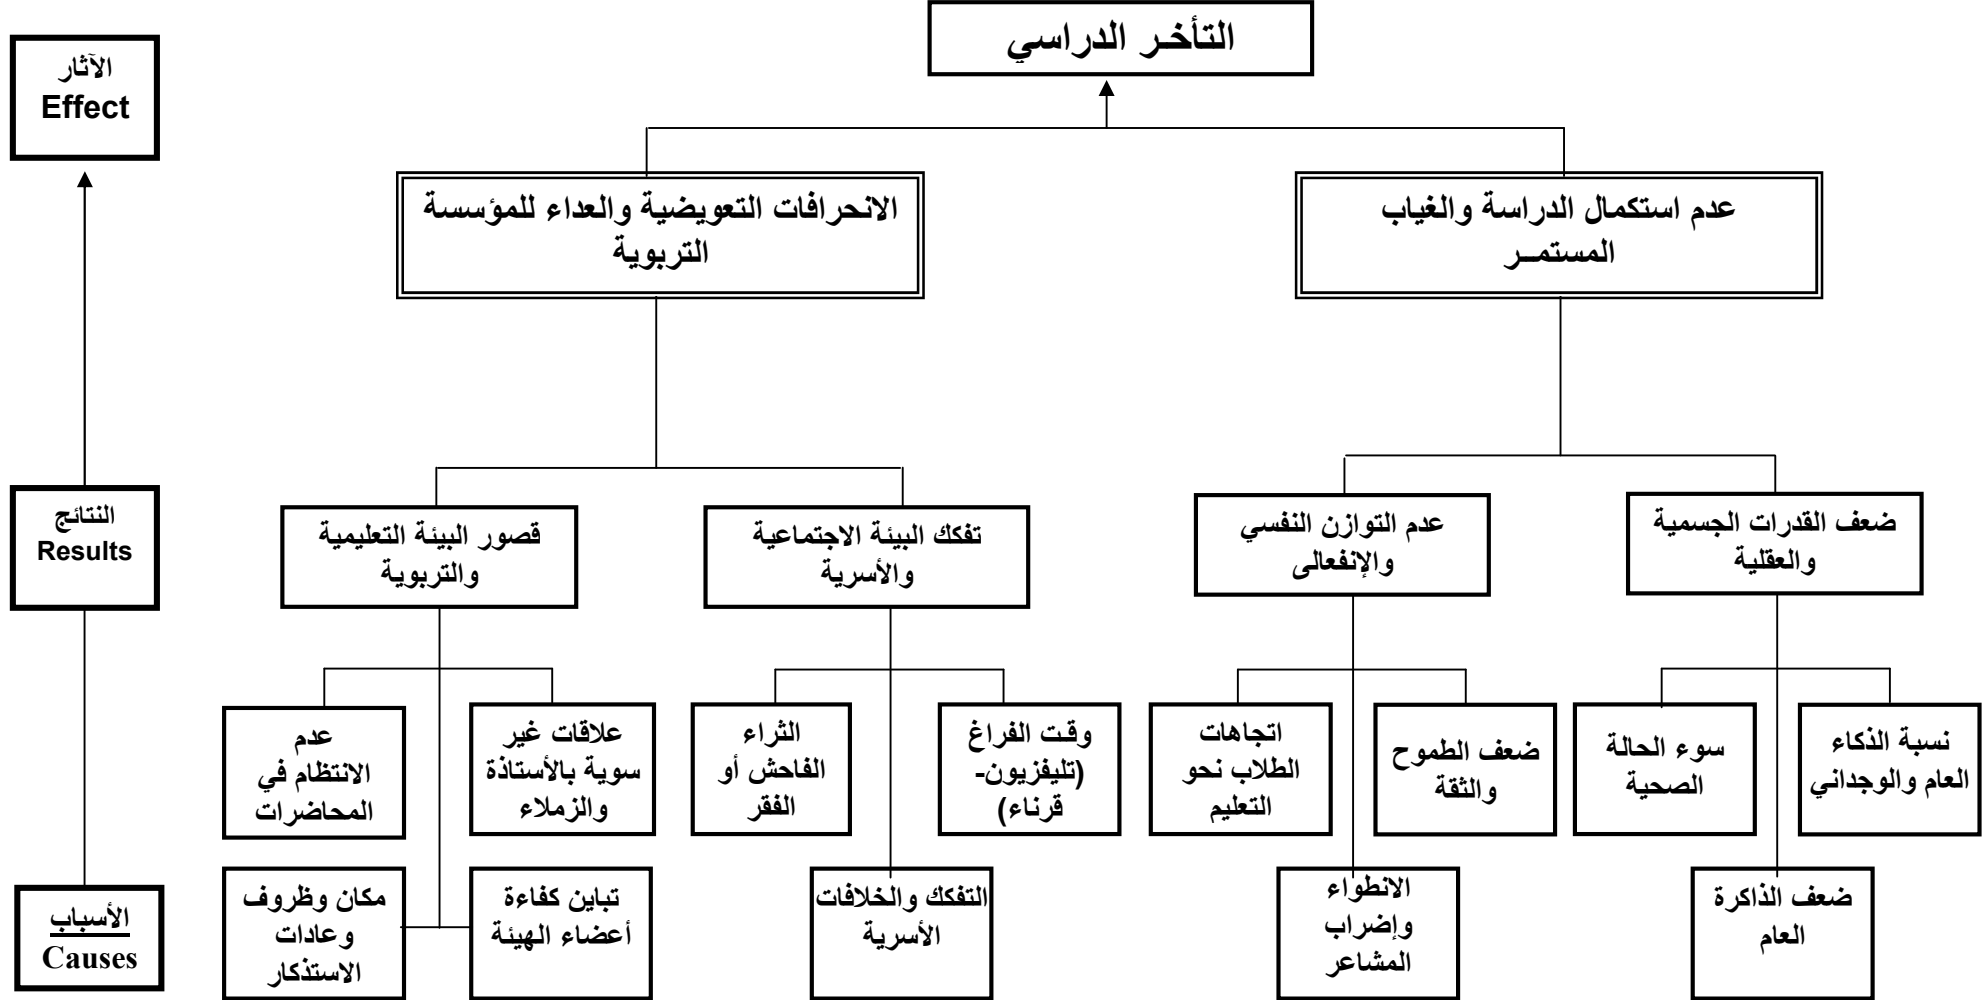 التأخـر الدراسي
الآثار
Effect
عدم استكمال الدراسة والغياب
المستمــر
الانحرافات التعويضية والعداء للمؤسسة
التربوية
النتائج
Results
ضعف القدرات الجسمية
والعقلية
عدم التوازن النفسي
والإنفعالى
تفكك البيئة الاجتماعية
والأسرية
قصور البيئة التعليمية
والتربوية
نسبة الذكاء
العام والوجداني
سوء الحالة
الصحية
ضعف الطموح
والثقة
اتجاهات
الطلاب نحو
التعليم
وقت الفراغ
(تليفزيون-
قرناء)
الثراء
الفاحش أو
الفقر
علاقات غير
سوية بالأستاذة
والزملاء
عدم
الانتظام في
المحاضرات
ضعف الذاكرة
العام
الانطواء
وإضراب
المشاعر
التفكك والخلافات
الأسرية
تباين كفاءة
أعضاء الهيئة
مكان وظروف
وعادات
الاستذكار
الأسباب
Causes